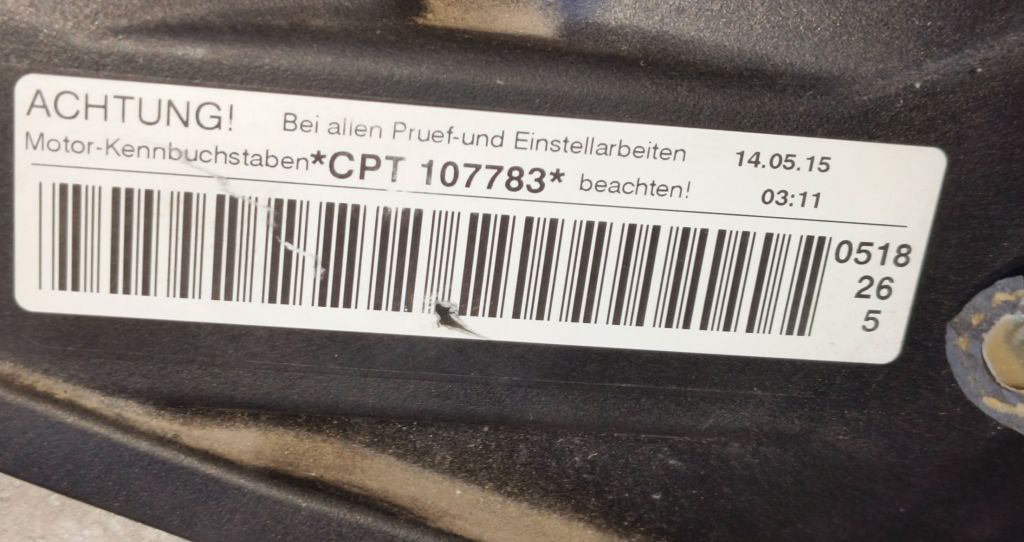 ACHTUNG! Bei allen Pruef-und Einstellarbeiten 14.05.15
Motor-Kennbuchstaben*CPT 107783* beachten! 03:11
0518
26
5